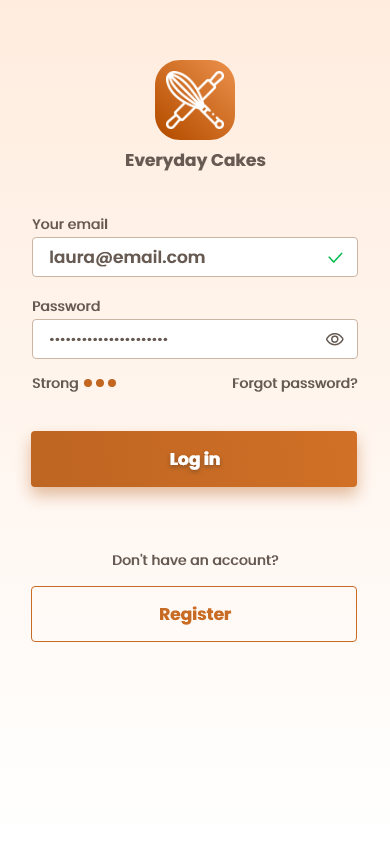 Everyday Cakes
Your email
laura@email.com
Password
••••••••••••••••••••••
Strong
Forgot password?
Log in
Don't have an account?
Register